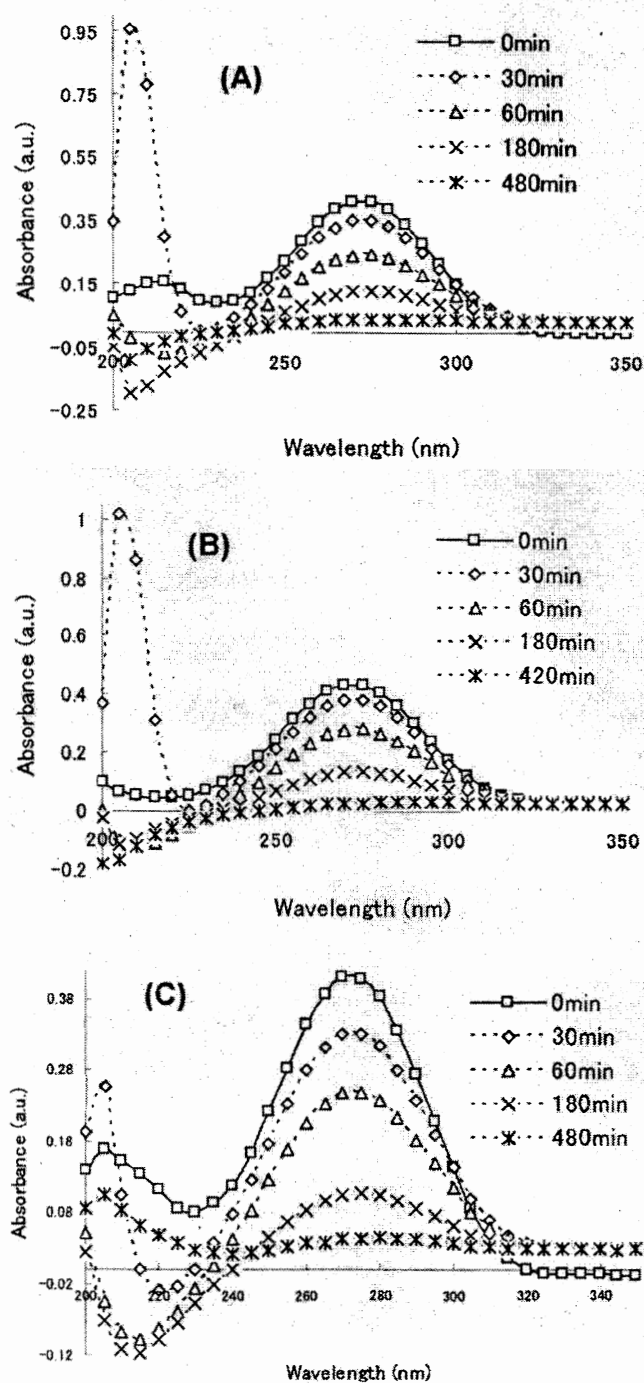 0.95
0.75
0.55
0.35
0.15
-0.05
-0.25
Absorbance (a.u.)
(A)
0min
30min
60min
180min
480min
200
250
300
350
Wavelength (nm)
1
0.8
0.6
0.4
0.2
0
-0.2
Absorbance (a.u.)
(B)
0min
30min
60min
180min
420min
200
250
300
350
Wavelength (nm)
0.38
0.28
0.18
0.08
-0.02
-0.12
Absorbance (a.u.)
(C)
0min
30min
60min
180min
480min
200
220
240
260
280
300
320
340
Wavelength (nm)